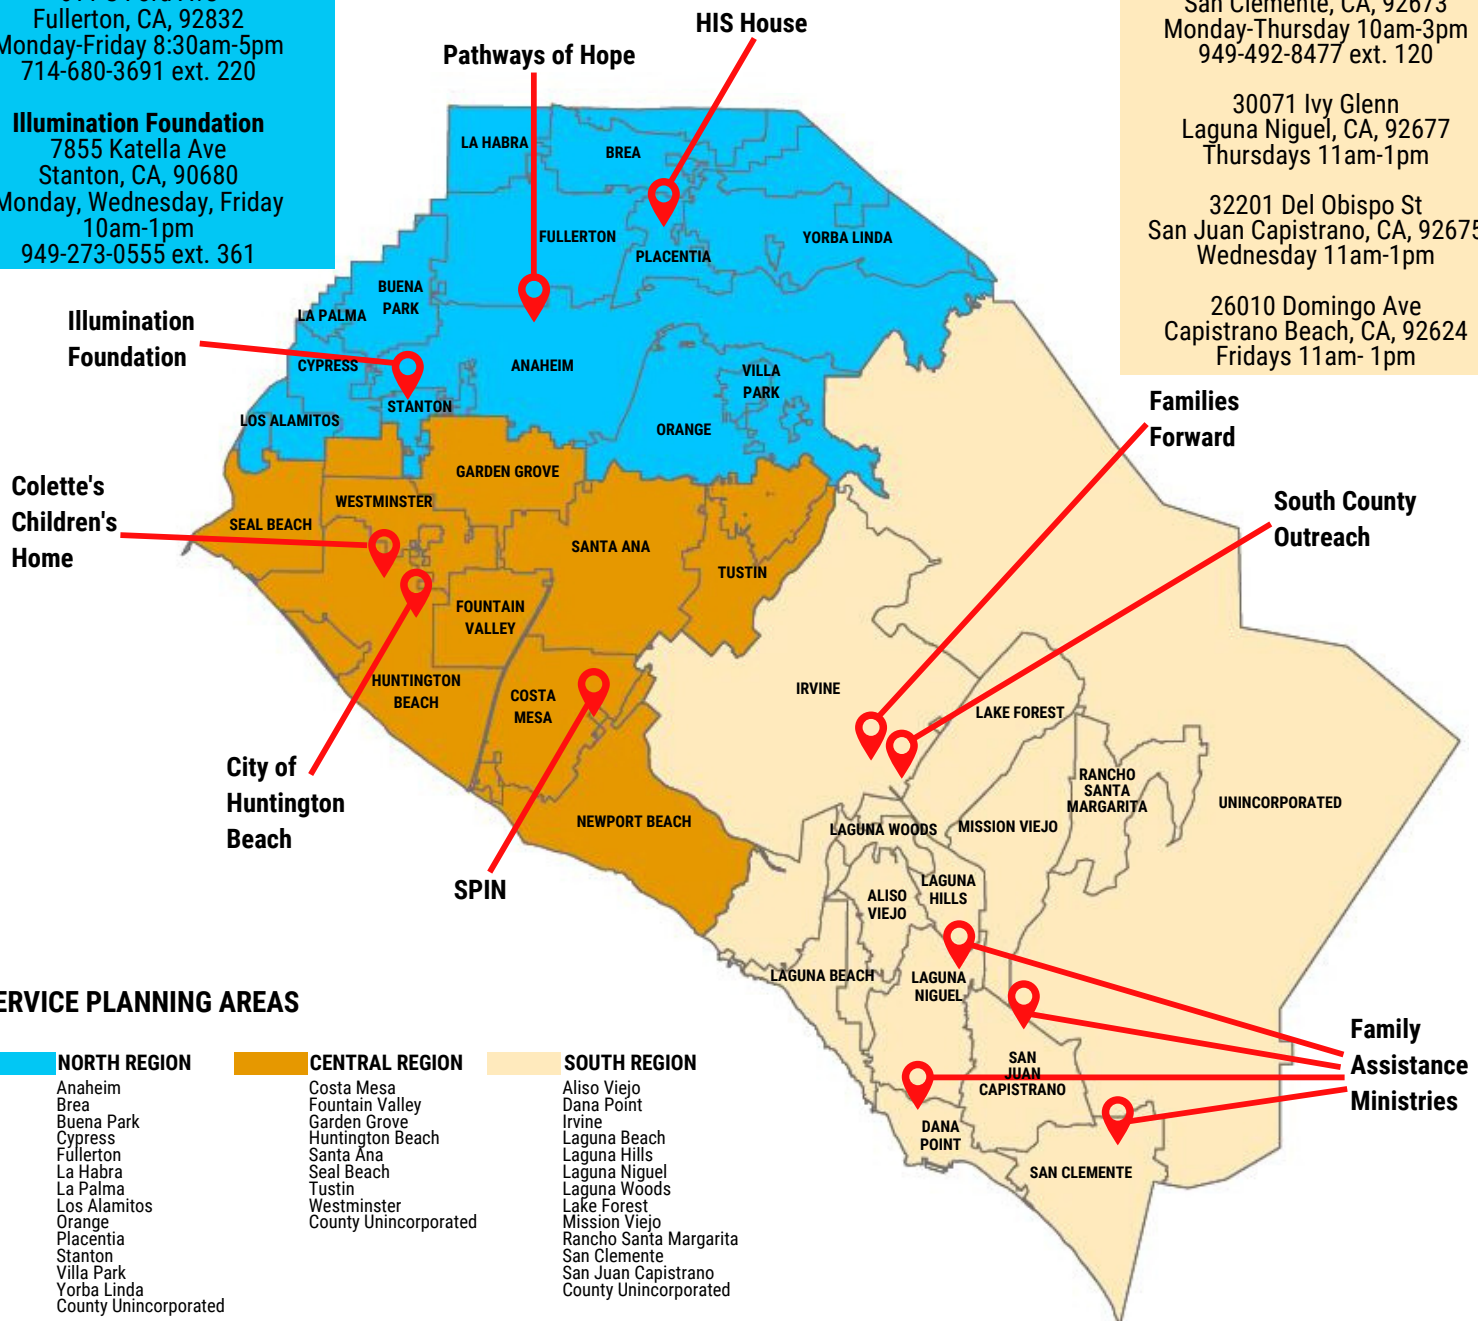 Fullerton, CA, 92832
Monday-Friday 8:30am-5pm
714-680-3691 ext. 220
Illumination Foundation
7855 Katella Ave
Stanton, CA, 90680
Monday, Wednesday, Friday
10am-1pm
949-273-0555 ext. 361
San Clemente, CA, 92673
Monday-Thursday 10am-3pm
949-492-8477 ext. 120
30071 Ivy Glenn
Laguna Niguel, CA, 92677
Thursdays 11am-1pm
32201 Del Obispo St
San Juan Capistrano, CA, 92675
Wednesday 11am-1pm
26010 Domingo Ave
Capistrano Beach, CA, 92624
Fridays 11am- 1pm
HIS House
Pathways of Hope
Illumination
Foundation
Colette's
Children's
Home
City of
Huntington
Beach
SPIN
Families
Forward
South County
Outreach
Family
Assistance
Ministries
LA HABRA
BREA
FULLERTON
PLACENTIA
YORBA LINDA
BUENA
PARK
LA PALMA
CYPRESS
ANAHEIM
VILLA
PARK
STANTON
LOS ALAMITOS
ORANGE
GARDEN GROVE
WESTMINSTER
SEAL BEACH
SANTA ANA
TUSTIN
FOUNTAIN
VALLEY
HUNTINGTON
BEACH
COSTA
MESA
NEWPORT BEACH
IRVINE
LAKE FOREST
RANCHO
SANTA
MARGARITA
UNINCORPORATED
LAGUNA WOODS
MISSION VIEJO
LAGUNA
HILLS
ALISO
VIEJO
LAGUNA BEACH
LAGUNA
NIGUEL
SAN
JUAN
CAPISTRANO
DANA
POINT
SAN CLEMENTE
ERVICE PLANNING AREAS
NORTH REGION
Anaheim
Brea
Buena Park
Cypress
Fullerton
La Habra
La Palma
Los Alamitos
Orange
Placentia
Stanton
Villa Park
Yorba Linda
County Unincorporated
CENTRAL REGION
Costa Mesa
Fountain Valley
Garden Grove
Huntington Beach
Santa Ana
Seal Beach
Tustin
Westminster
County Unincorporated
SOUTH REGION
Aliso Viejo
Dana Point
Irvine
Laguna Beach
Laguna Hills
Laguna Niguel
Laguna Woods
Lake Forest
Mission Viejo
Rancho Santa Margarita
San Clemente
San Juan Capistrano
County Unincorporated